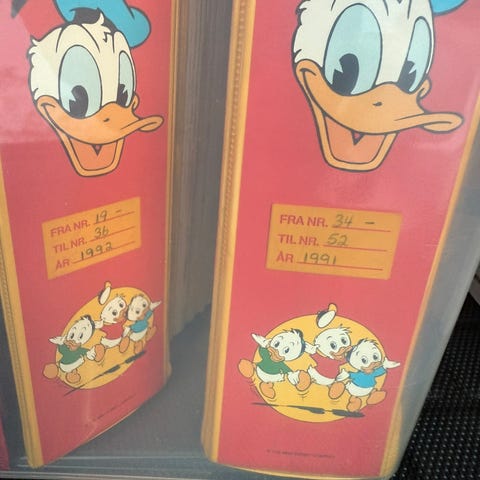 FRA NR. 19 -
TIL NR. 36
ÅR 1992
FRA NR. 34 -
TIL NR. 52
ÅR 1991